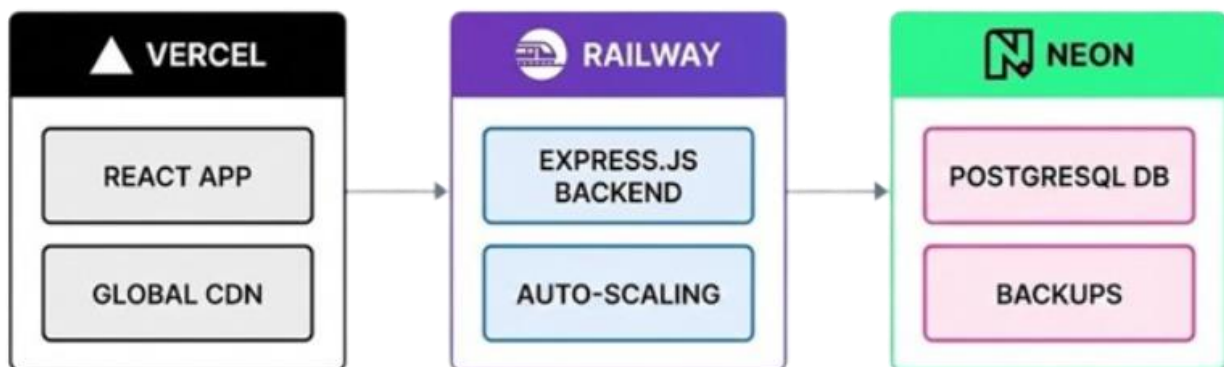 VERCEL
REACT APP
GLOBAL CDN
RAILWAY
EXPRESS.JS
BACKEND
AUTO-SCALING
NEON
POSTGRESQL DB
BACKUPS